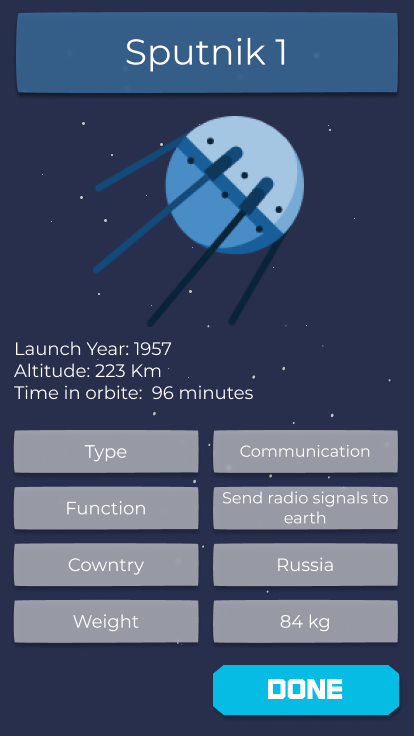 Sputnik 1
Launch Year: 1957
Altitude: 223 Km
Time in orbite:  96 minutes
Type
Communication
Function
Send radio signals to
earth
Cowntry
Russia
Weight
84 kg
DONE